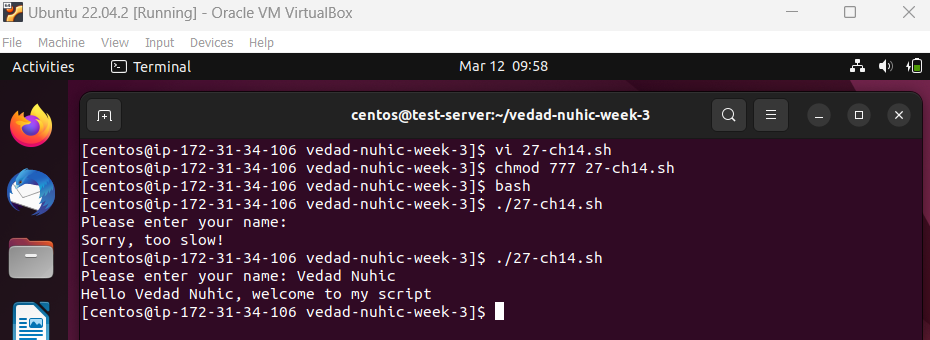 Ubuntu 22.04.2 [Running] - Oracle VM VirtualBox
File Machine View Input Devices Help
Activities Terminal Mar 12 09:58
centos@test-server:~/vedad-nuhic-week-3
[centos@ip-172-31-34-106 vedad-nuhic-week-3]$ vi 27-ch14.sh
[centos@ip-172-31-34-106 vedad-nuhic-week-3]$ chmod 777 27-ch14.sh
[centos@ip-172-31-34-106 vedad-nuhic-week-3]$ bash
[centos@ip-172-31-34-106 vedad-nuhic-week-3]$ ./27-ch14.sh
Please enter your name:
Sorry, too slow!
[centos@ip-172-31-34-106 vedad-nuhic-week-3]$ ./27-ch14.sh
Please enter your name: Vedad Nuhic
Hello Vedad Nuhic, welcome to my script
[centos@ip-172-31-34-106 vedad-nuhic-week-3]$